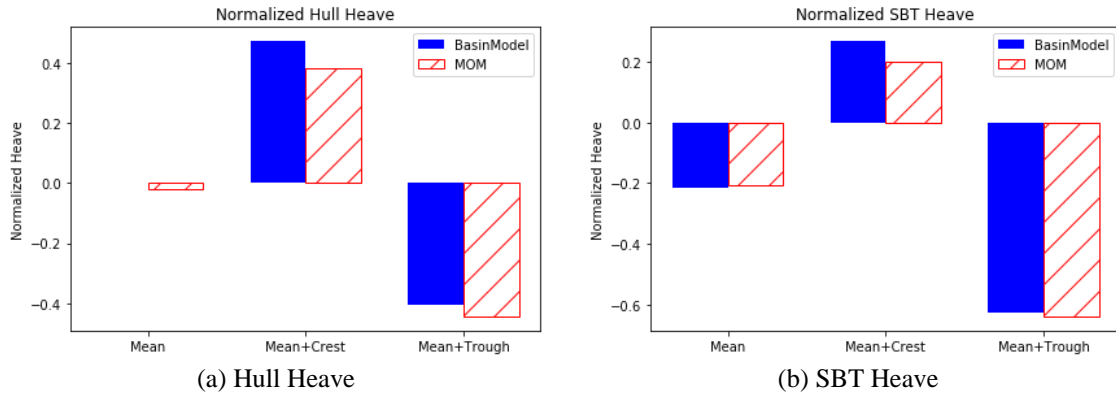 Normalized Hull Heave
BasinModel
MOM
Normalized Heave
0.4
0.2
0.0
−0.2
−0.4
Mean
Mean+Crest
Mean+Trough
(a) Hull Heave
Normalized SBT Heave
BasinModel
MOM
Normalized Heave
0.2
0.0
−0.2
−0.4
−0.6
Mean
Mean+Crest
Mean+Trough
(b) SBT Heave